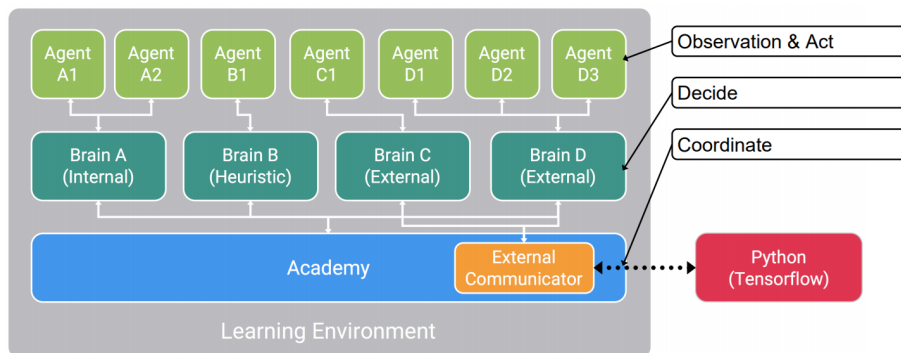 Agent
A1
Agent
A2
Agent
B1
Agent
C1
Agent
D1
Agent
D2
Agent
D3
Observation & Act
Decide
Coordinate
Brain A
(Internal)
Brain B
(Heuristic)
Brain C
(External)
Brain D
(External)
Academy
External
Communicator
Python
(Tensorflow)
Learning Environment